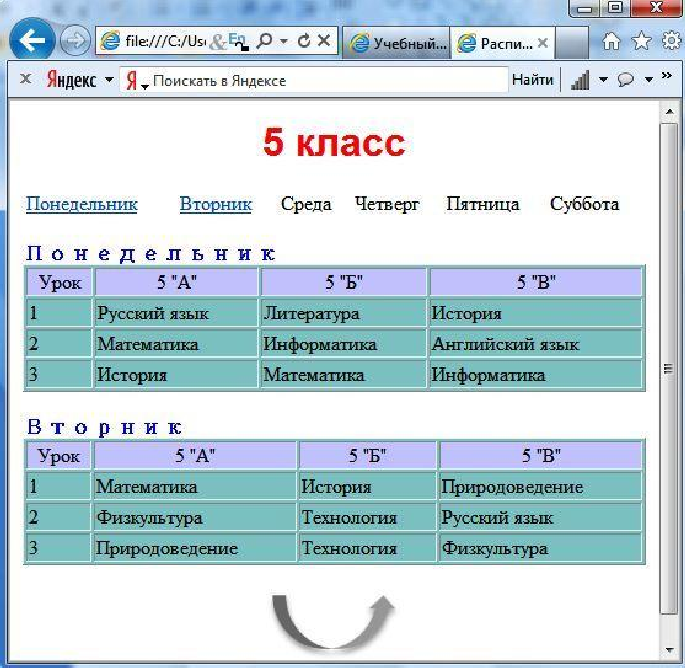 file:///C:/Us Учебный... Распи... ×
× Яндекс Я Поискать в Яндексе Найти »
5 класс
Понедельник Вторник Среда Четверг Пятница Суббота
Понедельник
Урок 5 "А" 5 "Б" 5 "В"
1 Русский язык Литература История
2 Математика Информатика Английский язык
3 История Математика Информатика
Вторник
Урок 5 "А" 5 "Б" 5 "В"
1 Математика История Природоведение
2 Физкультура Технология Русский язык
3 Природоведение Технология Физкультура